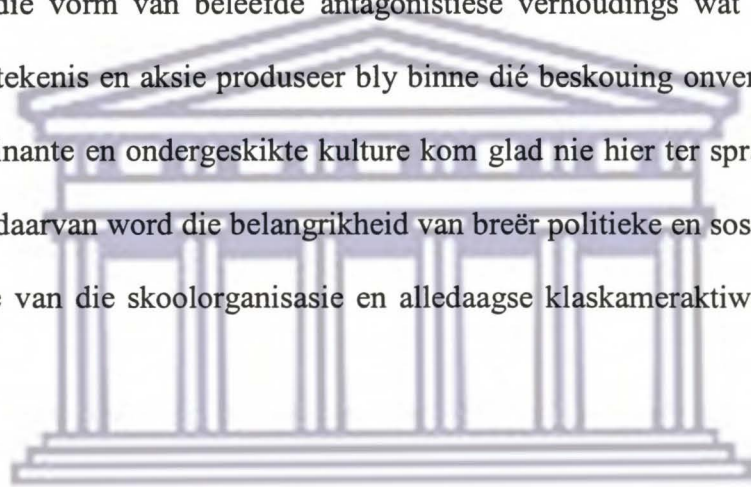 die vorm van beleefde antagonistiese verhoudings wat
tekenis en aksie produseer bly binne dié beskouing onver
nante en ondergeskikte kulture kom glad nie hier ter spr
daarvan word die belangrikheid van breër politieke en sos
van die skoolorganisasie en alledaagse klaskameraktiw